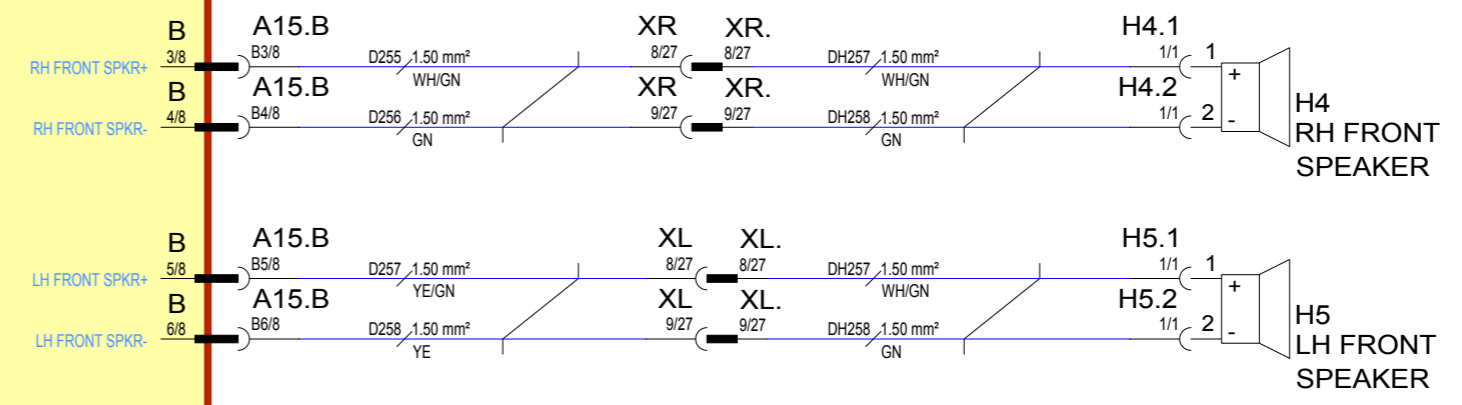 B A15.B XR XR. H4.1
RH FRONT SPKR+ 3/8 B3/8 D255 1.50 mm² 8/27 8/27 DH257 1.50 mm² 1/1 1
WH/GN WH/GN +
B A15.B XR XR. H4.2
RH FRONT SPKR- 4/8 B4/8 D256 1.50 mm² 9/27 9/27 DH258 1.50 mm² 1/1 2 -
GN GN
H4
RH FRONT
SPEAKER
B A15.B XL XL. H5.1
LH FRONT SPKR+ 5/8 B5/8 D257 1.50 mm² 8/27 8/27 DH257 1.50 mm² 1/1 1
YE/GN WH/GN +
B A15.B XL XL. H5.2
LH FRONT SPKR- 6/8 B6/8 D258 1.50 mm² 9/27 9/27 DH258 1.50 mm² 1/1 2 -
YE GN
H5
LH FRONT
SPEAKER